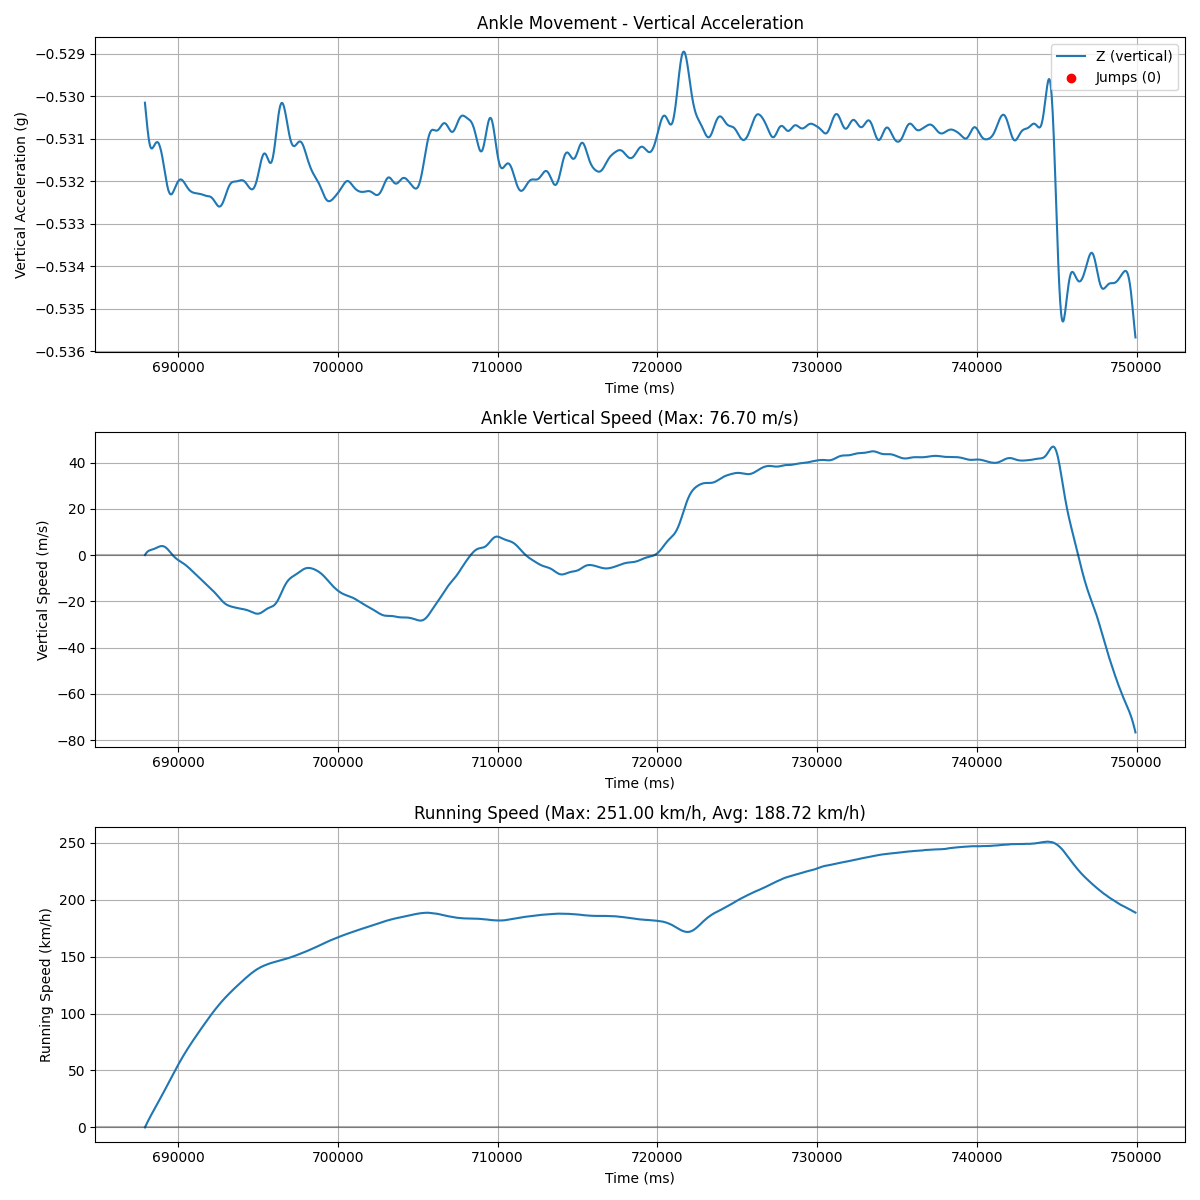 Ankle Movement - Vertical Acceleration
−0.529
−0.530
−0.531
−0.532
−0.533
−0.534
−0.535
−0.536
Vertical Acceleration (g)
Z (vertical)
Jumps (0)
690000 700000 710000 720000 730000 740000 750000
Time (ms)
Ankle Vertical Speed (Max: 76.70 m/s)
40
20
0
−20
−40
−60
−80
Vertical Speed (m/s)
690000 700000 710000 720000 730000 740000 750000
Time (ms)
Running Speed (Max: 251.00 km/h, Avg: 188.72 km/h)
250
200
150
100
50
0
Running Speed (km/h)
690000 700000 710000 720000 730000 740000 750000
Time (ms)